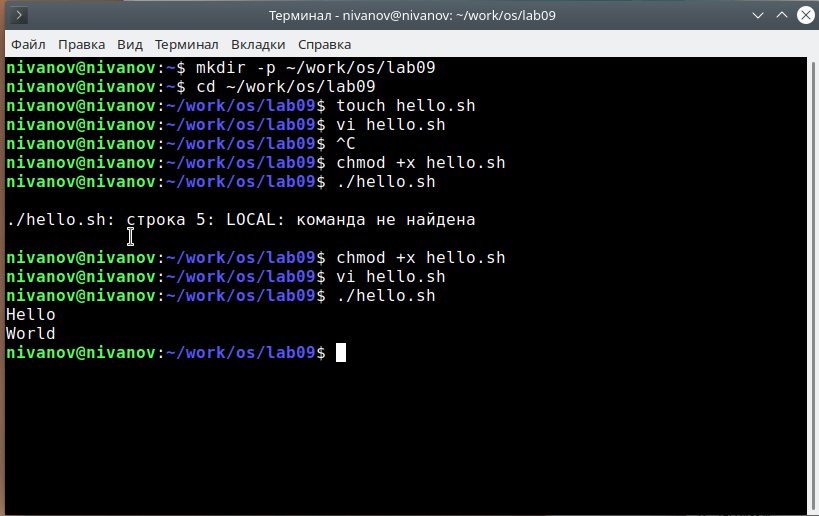 Терминал - nivanov@nivanov: ~/work/os/lab09
Файл Правка Вид Терминал Вкладки Справка
nivanov@nivanov:~$ mkdir -p ~/work/os/lab09
nivanov@nivanov:~$ cd ~/work/os/lab09
nivanov@nivanov:~/work/os/lab09$ touch hello.sh
nivanov@nivanov:~/work/os/lab09$ vi hello.sh
nivanov@nivanov:~/work/os/lab09$ ^C
nivanov@nivanov:~/work/os/lab09$ chmod +x hello.sh
nivanov@nivanov:~/work/os/lab09$ ./hello.sh
./hello.sh: строка 5: LOCAL: команда не найдена
nivanov@nivanov:~/work/os/lab09$ chmod +x hello.sh
nivanov@nivanov:~/work/os/lab09$ vi hello.sh
nivanov@nivanov:~/work/os/lab09$ ./hello.sh
Hello
World
nivanov@nivanov:~/work/os/lab09$